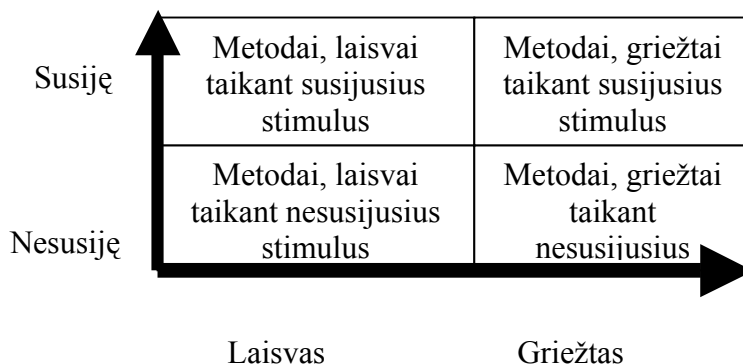 Susiję
Metodai, laisvai
taikant susijusius
stimulus
Metodai, griežtai
taikant susijusius
stimulus
Nesusiję
Metodai, laisvai
taikant nesusijusius
stimulus
Metodai, griežtai
taikant
nesusijusius
Laisvas
Griežtas